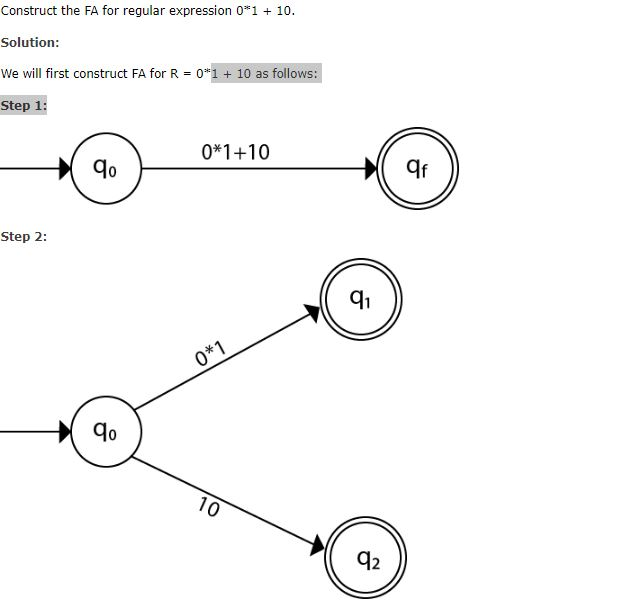 Construct the FA for regular expression 0*1 + 10.
Solution:
We will first construct FA for R = 0*1 + 10 as follows:
Step 1:
0*1+10
q₀
qf
Step 2:
q₁
0*1
q₀
10
q₂